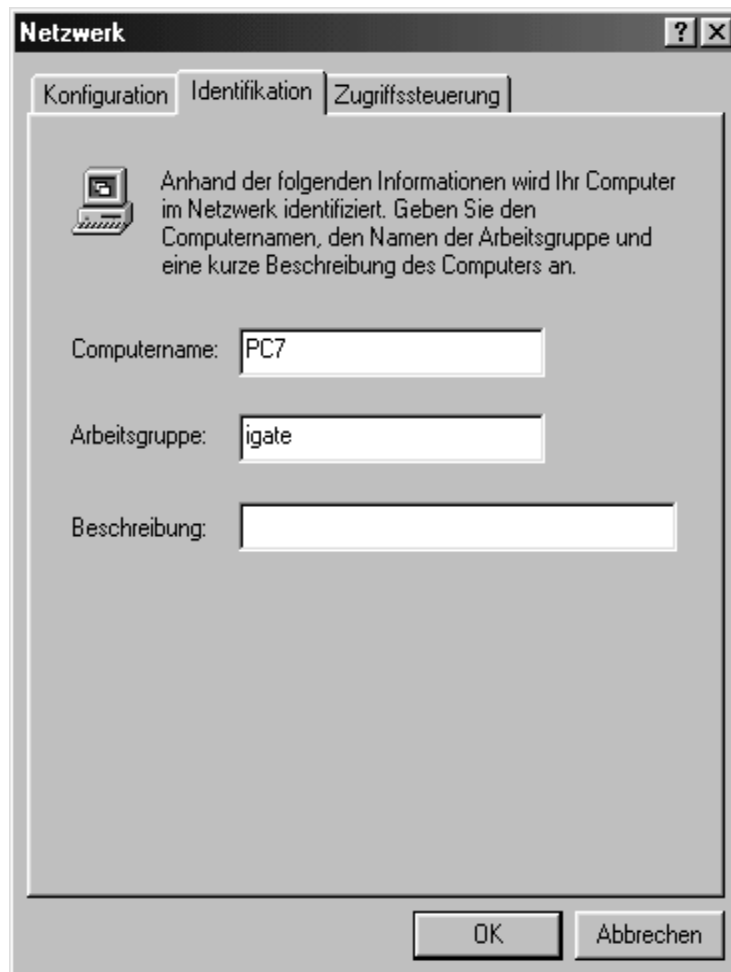 Netzwerk
Konfiguration Identifikation Zugriffssteuerung
Anhand der folgenden Informationen wird Ihr Computer
im Netzwerk identifiziert. Geben Sie den
Computernamen, den Namen der Arbeitsgruppe und
eine kurze Beschreibung des Computers an.
Computername: PC7
Arbeitsgruppe: igate
Beschreibung:
OK Abbrechen